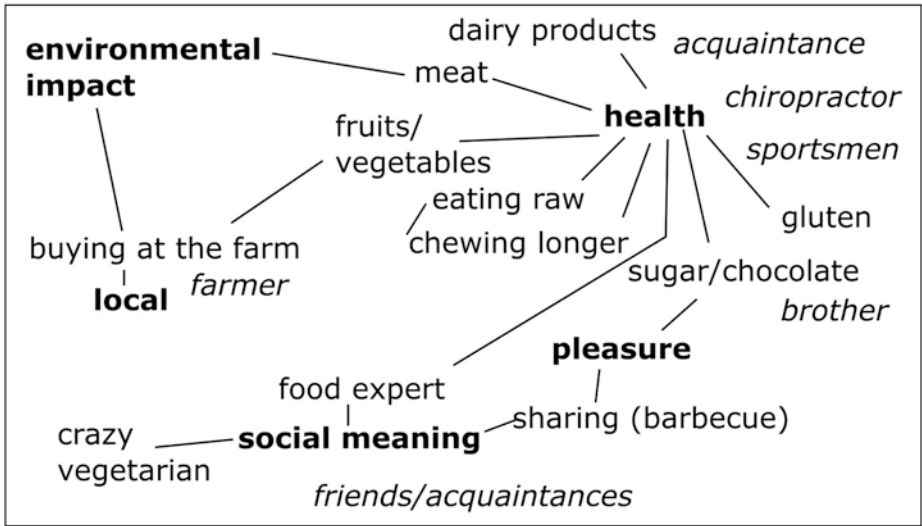 dairy products
environmental
impact
acquaintance
meat
chiropractor
health
fruits/
vegetables
sportsmen
eating raw
gluten
chewing longer
buying at the farm
sugar/chocolate
farmer
local
brother
pleasure
food expert
sharing (barbecue)
crazy
vegetarian
social meaning
friends/acquaintances